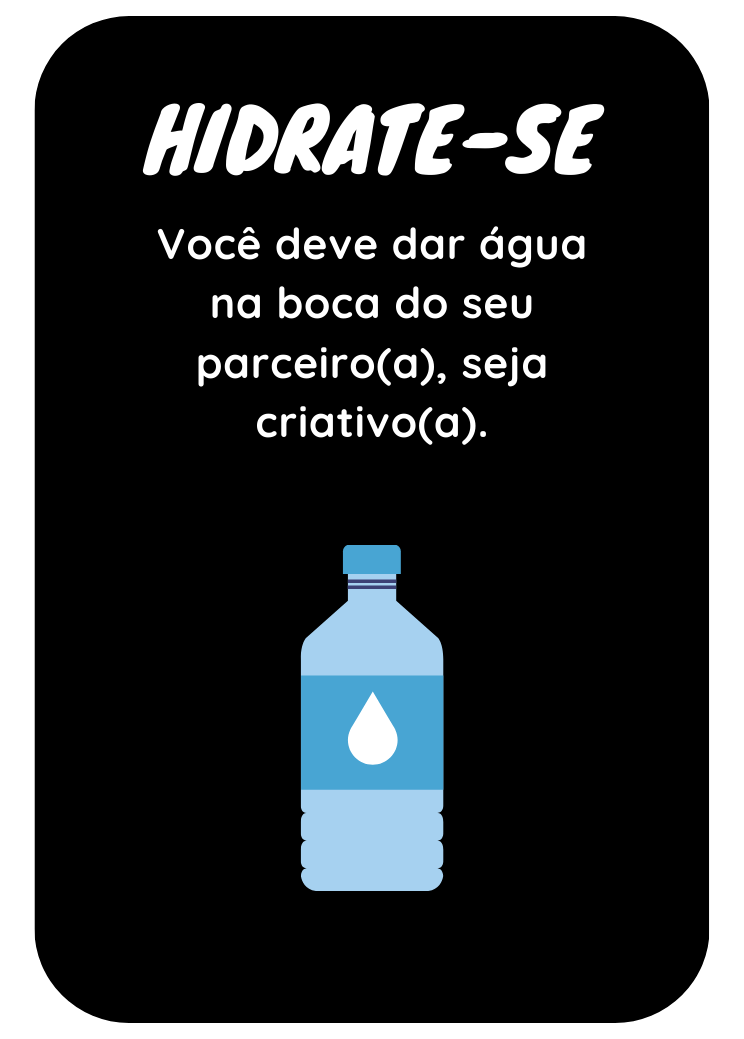 HIDRATE-SE
Você deve dar água
na boca do seu
parceiro(a), seja
criativo(a).